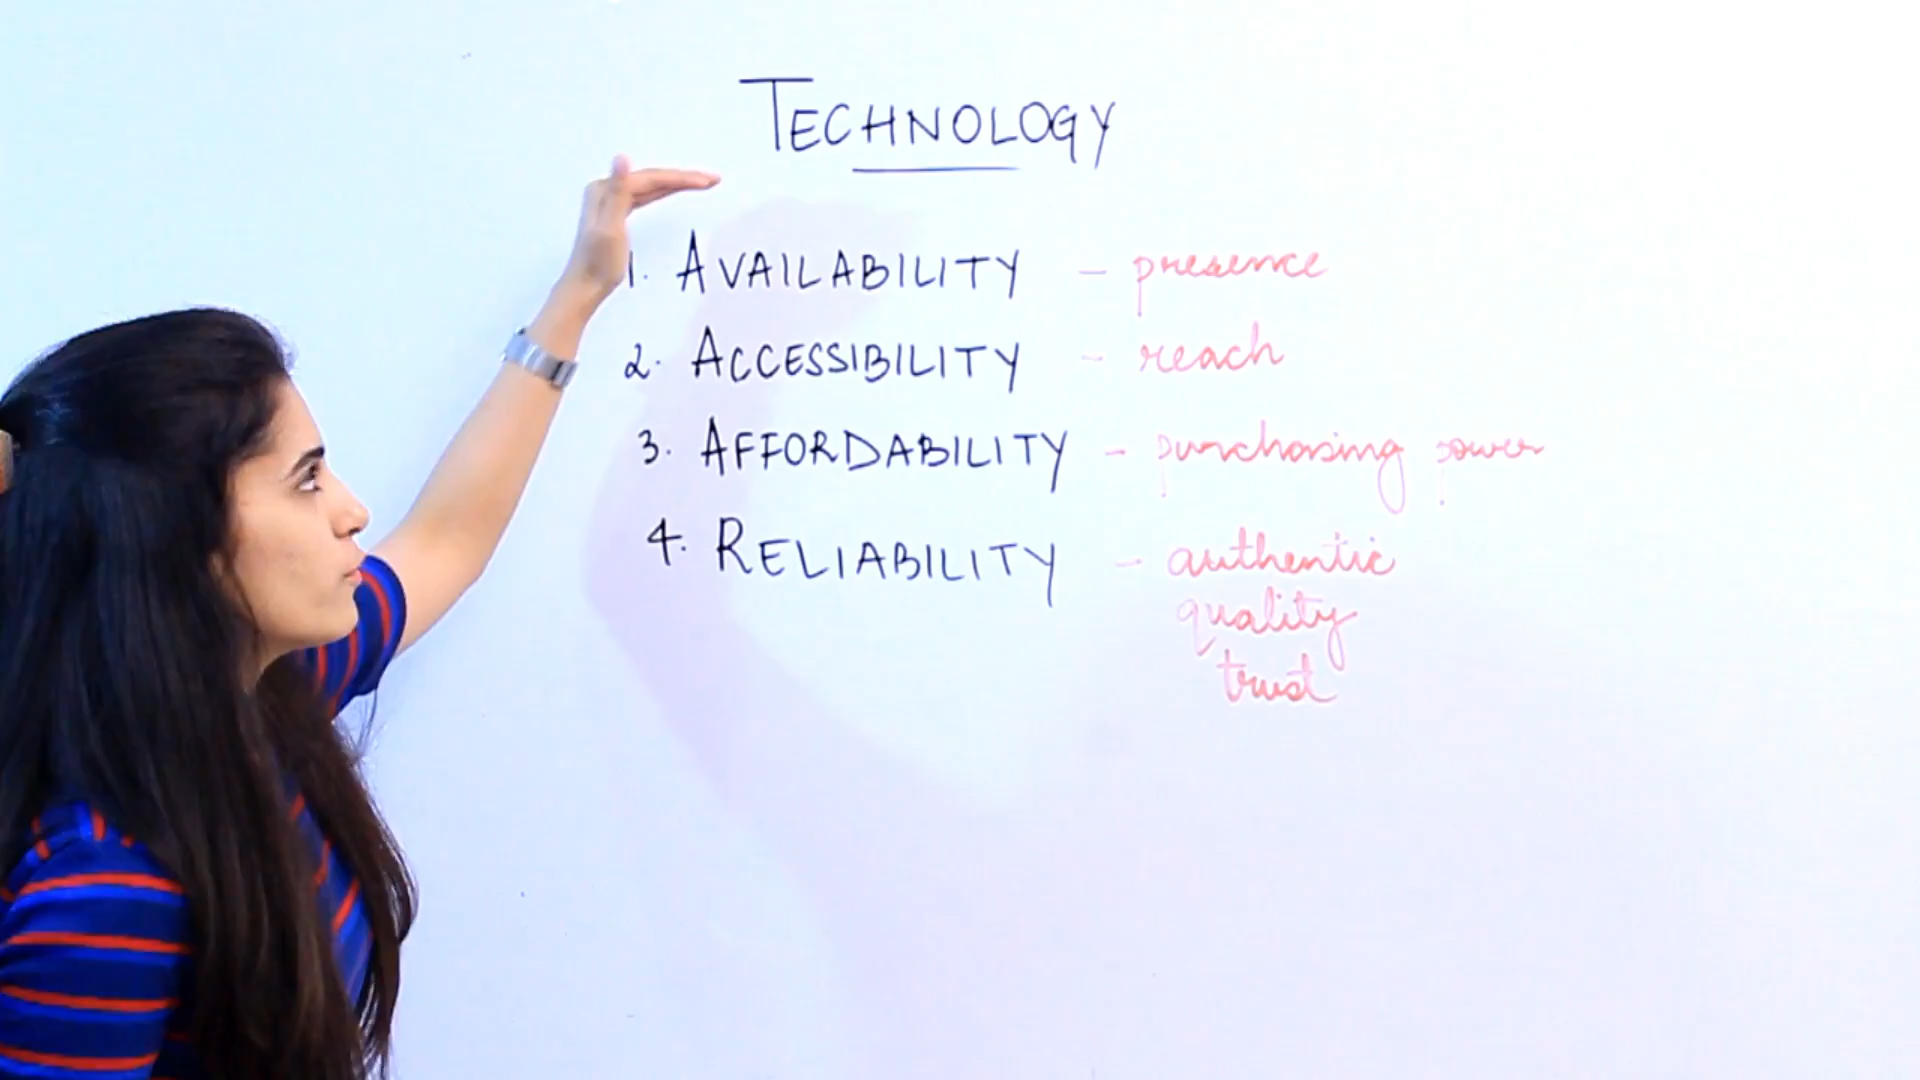 TECHNOLOGY
1. AVAILABILITY - presence
2. ACCESSIBILITY - reach
3. AFFORDABILITY - purchasing power
4. RELIABILITY - authentic
quality
trust